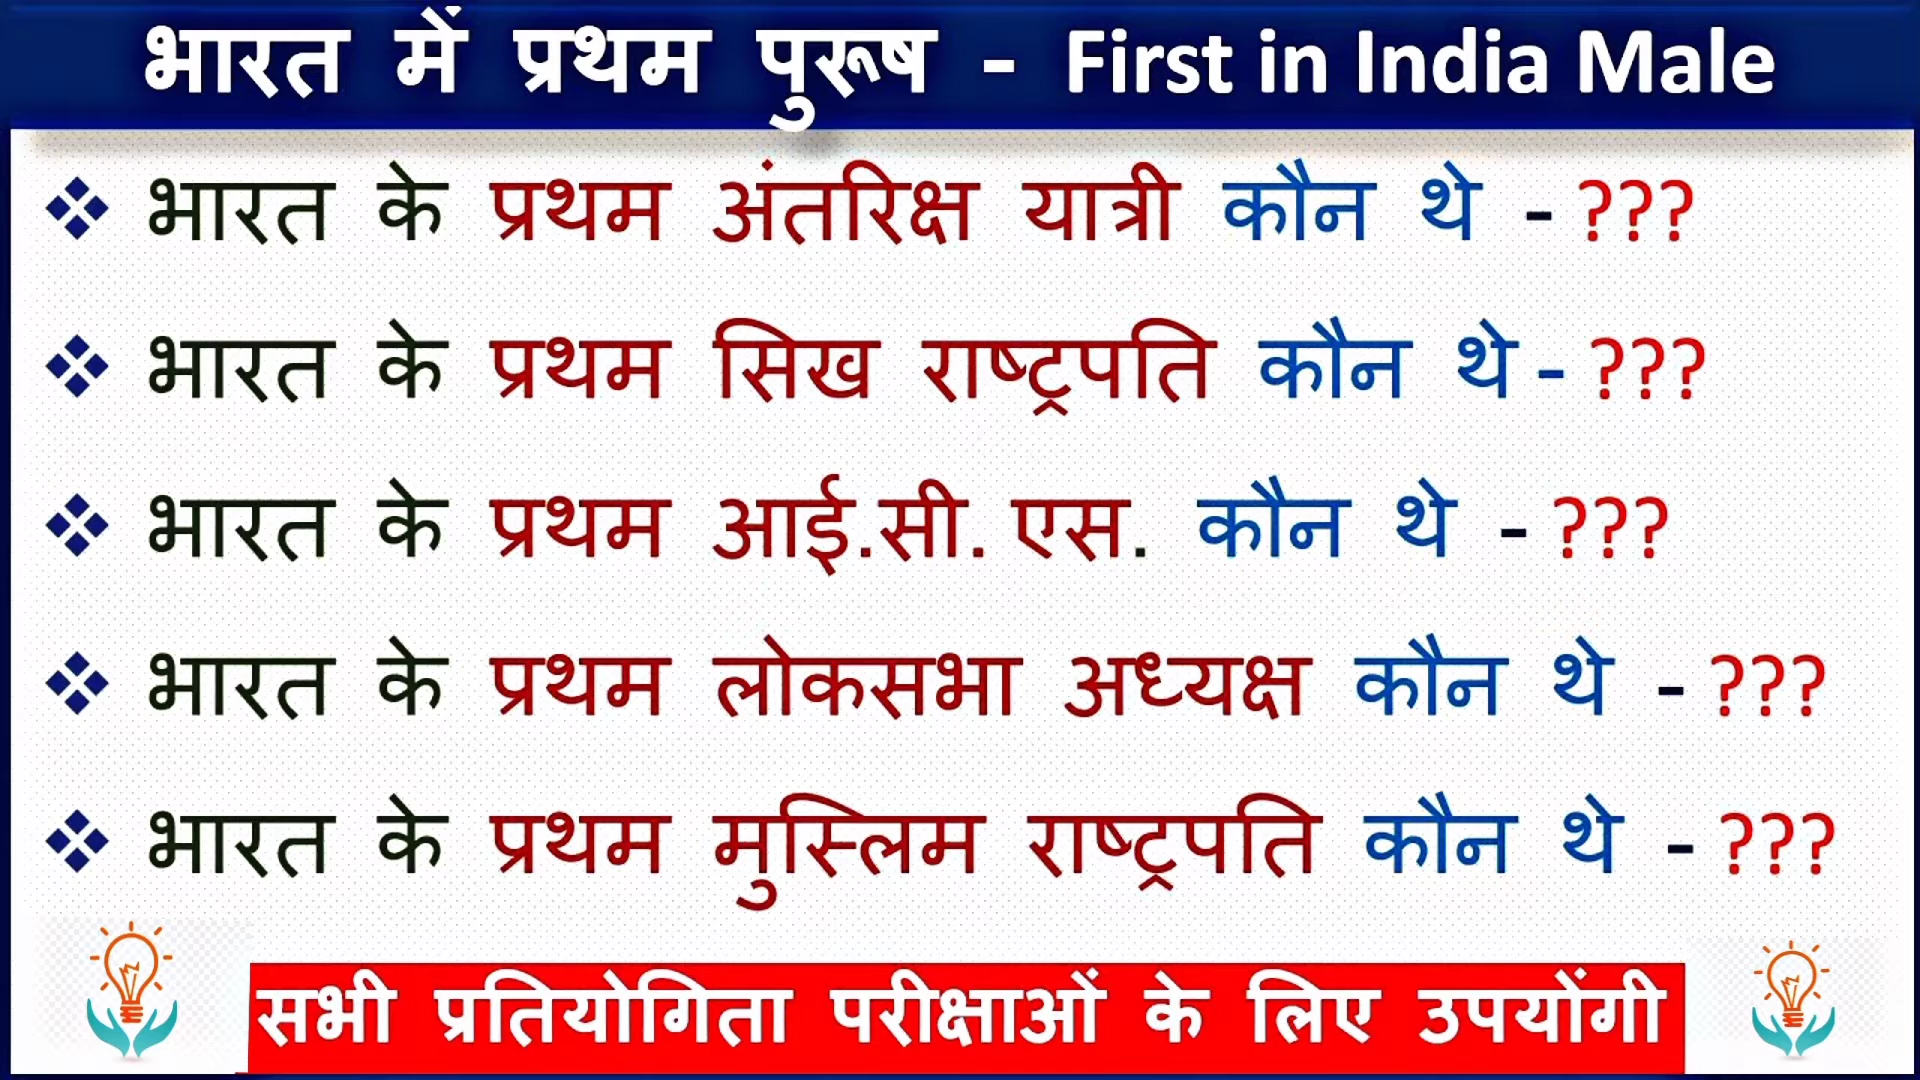 भारत में प्रथम पुरूष - First in India Male
❖ भारत के प्रथम अंतरिक्ष यात्री कौन थे - ???
❖ भारत के प्रथम सिख राष्ट्रपति कौन थे - ???
❖ भारत के प्रथम आई.सी. एस. कौन थे - ???
❖ भारत के प्रथम लोकसभा अध्यक्ष कौन थे - ???
❖ भारत के प्रथम मुस्लिम राष्ट्रपति कौन थे - ???
सभी प्रतियोगिता परीक्षाओं के लिए उपयोंगी